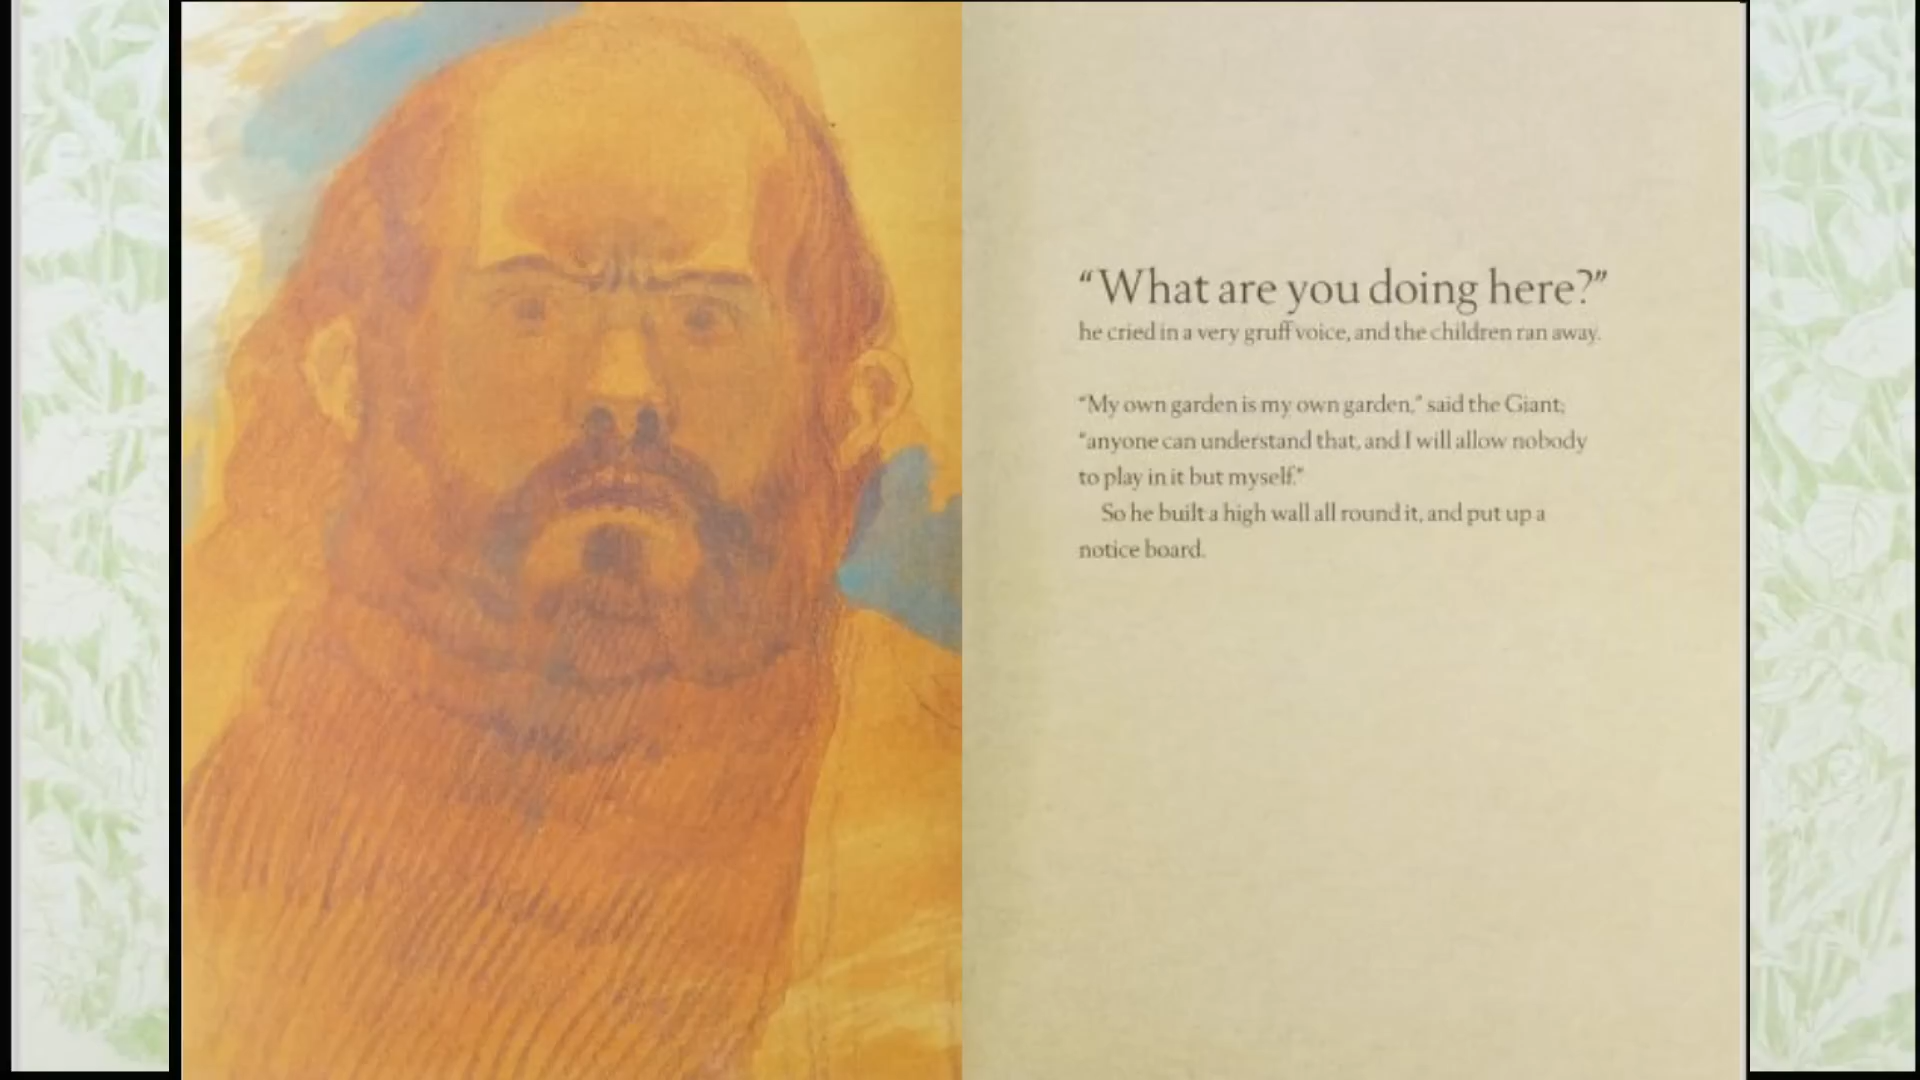 “What are you doing here?”
he cried in a very gruff voice, and the children ran away.
“My own garden is my own garden,” said the Giant;
“anyone can understand that, and I will allow nobody
to play in it but myself.”
So he built a high wall all round it, and put up a
notice board.